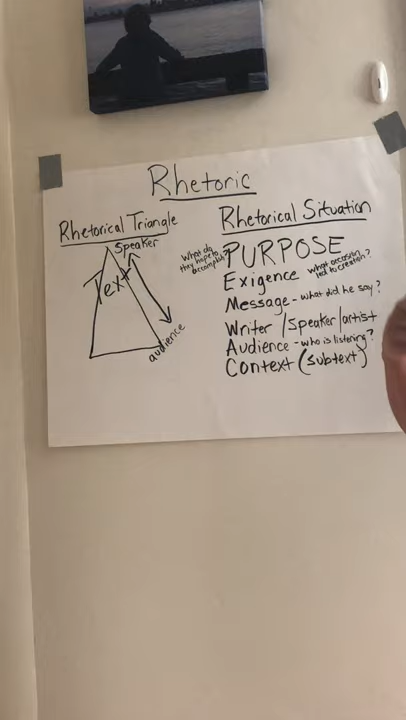 Rhetoric
Rhetorical Triangle
Speaker
Text
audience
Rhetorical Situation
What do
they hope to
accomplish?
PURPOSE
Exigence what occasion
led to creation?
Message - what did he say?
Writer / Speaker / artist
Audience - who is listening?
Context (subtext)